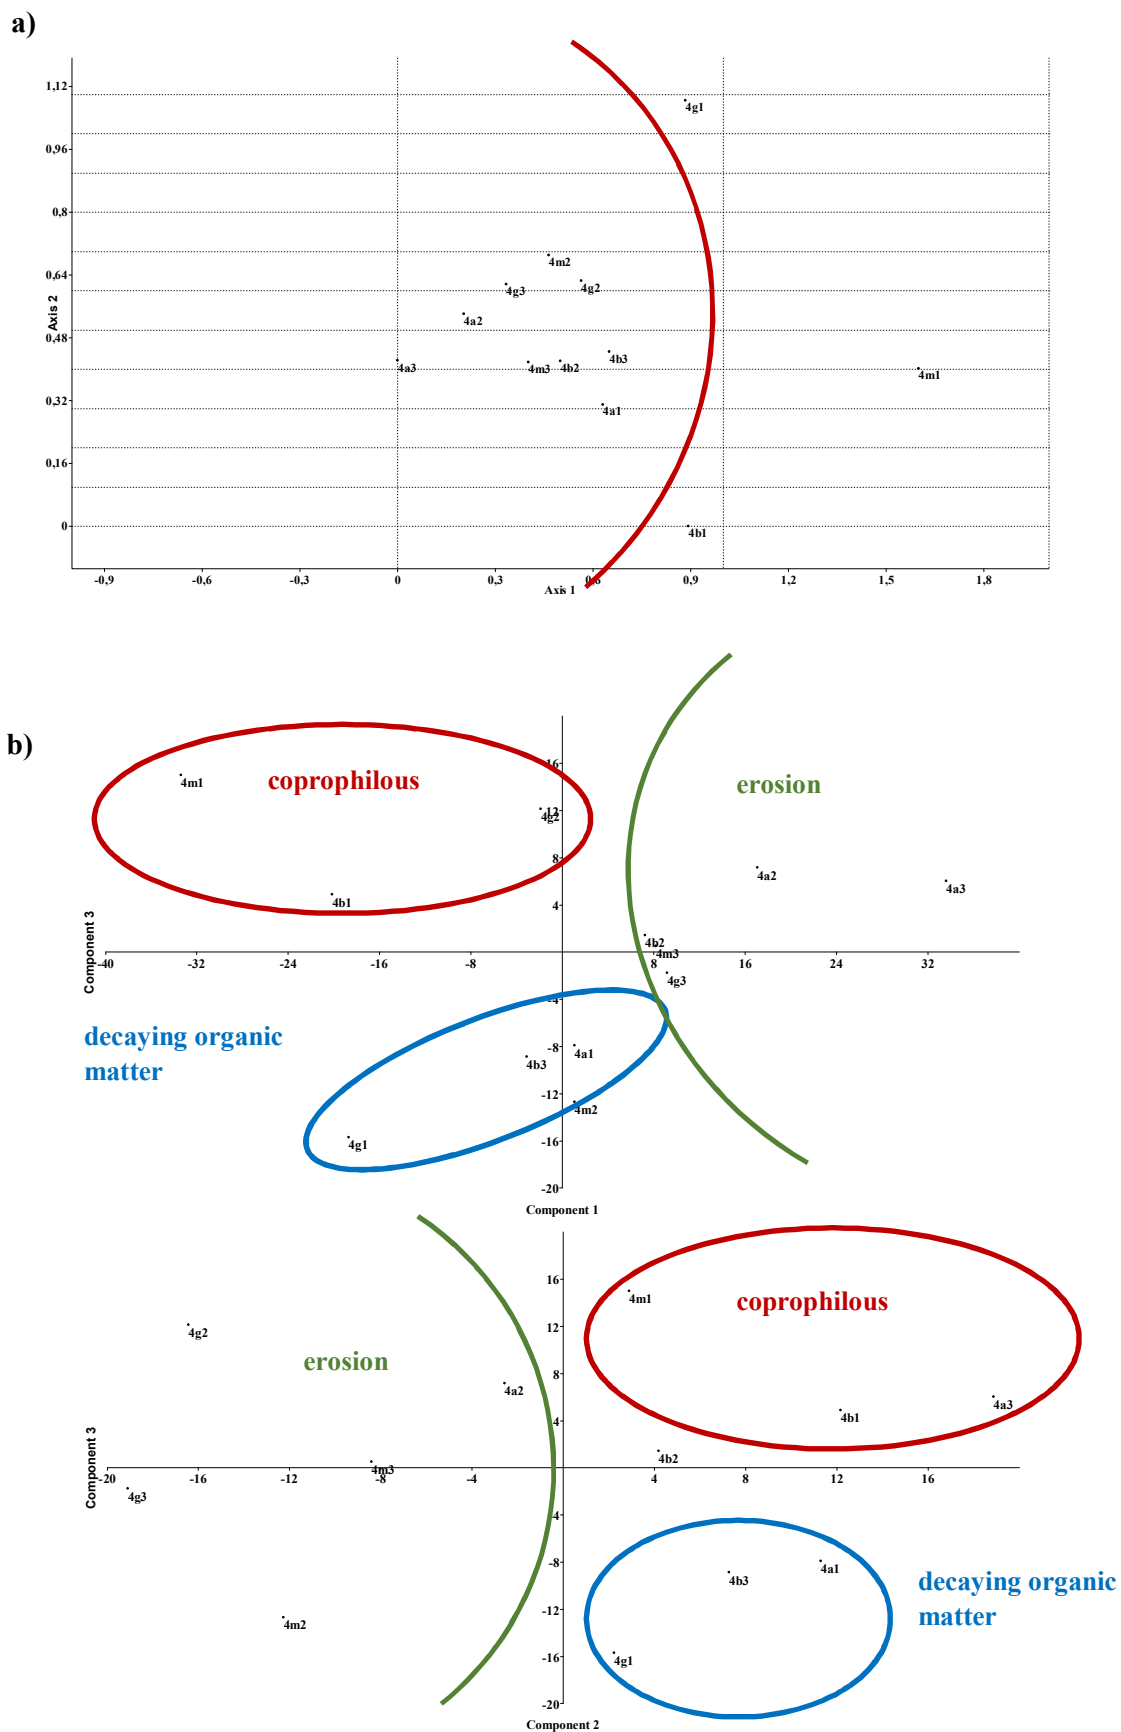 a)
1,12
4g1
0,96
0,8
4m2
0,64
4g3
4g2
4a2
Axis 2
0,48
4b3
4a3
4m3
4b2
4m1
0,32
4a1
0,16
0
4b1
-0,9
-0,6
-0,3
0
0,3
0,6
0,9
1,2
1,5
1,8
Axis 1
b)
16
4m1
coprophilous
erosion
12
4g2
8
4a2
4a3
4b1
4
Component 3
4b2
4m3
-40
-32
-24
-16
-8
8
16
24
32
4g3
-4
decaying organic
matter
4b3
-8
4a1
-12
4m2
4g1
-16
-20
Component 1
16
4m1
coprophilous
12
4g2
erosion
8
4a2
4a3
4
4b1
4b2
Component 3
4m3
-20
-16
-12
-8
-4
4
8
12
16
4g3
-4
-8
4a1
4b3
decaying organic
matter
-12
4m2
-16
4g1
-20
Component 2